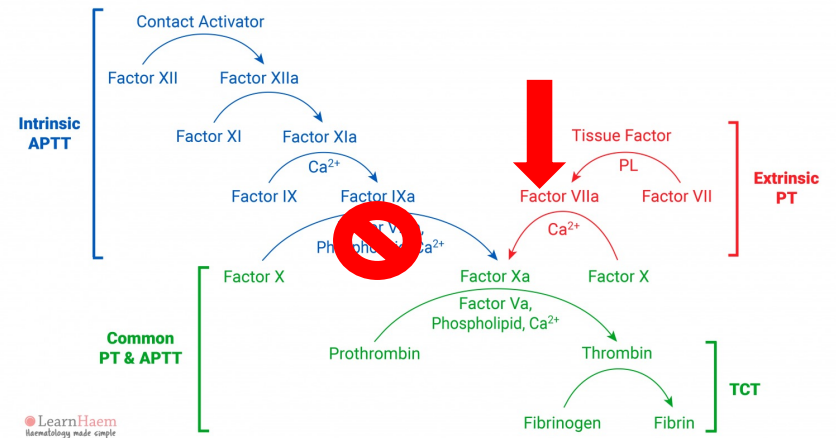 Contact Activator
Factor XII
Factor XIIa
Factor XI
Factor XIa
Ca²⁺
Factor IX
Factor IXa
Ca²⁺
Factor X
Intrinsic
APTT
Tissue Factor
PL
Factor VIIa
Factor VII
Ca²⁺
Factor Xa
Factor X
Extrinsic
PT
Factor Va,
Phospholipid, Ca²⁺
Prothrombin
Thrombin
Common
PT & APTT
Fibrinogen
Fibrin
TCT
LearnHaem
Haematology made simple